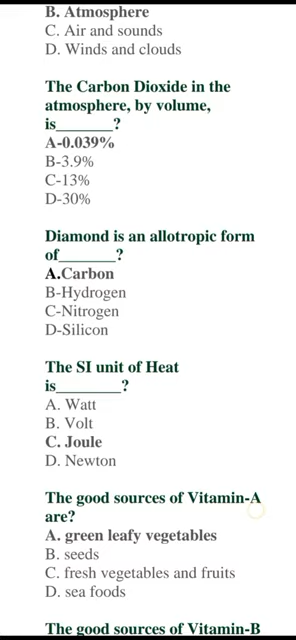 B. Atmosphere
C. Air and sounds
D. Winds and clouds
The Carbon Dioxide in the
atmosphere, by volume,
is________?
A-0.039%
B-3.9%
C-13%
D-30%
Diamond is an allotropic form
of________?
A.Carbon
B-Hydrogen
C-Nitrogen
D-Silicon
The SI unit of Heat
is_________?
A. Watt
B. Volt
C. Joule
D. Newton
The good sources of Vitamin-A
are?
A. green leafy vegetables
B. seeds
C. fresh vegetables and fruits
D. sea foods
The good sources of Vitamin-B